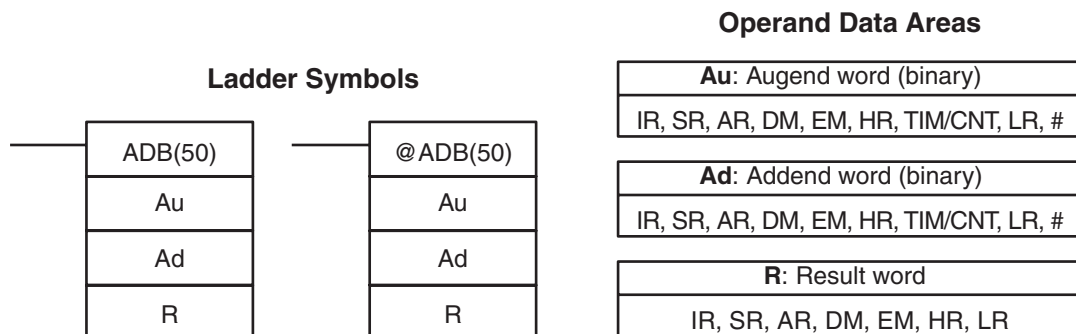 Ladder Symbols
ADB(50)
Au
Ad
R
@ADB(50)
Au
Ad
R
Operand Data Areas
Au: Augend word (binary)
IR, SR, AR, DM, EM, HR, TIM/CNT, LR, #
Ad: Addend word (binary)
IR, SR, AR, DM, EM, HR, TIM/CNT, LR, #
R: Result word
IR, SR, AR, DM, EM, HR, LR